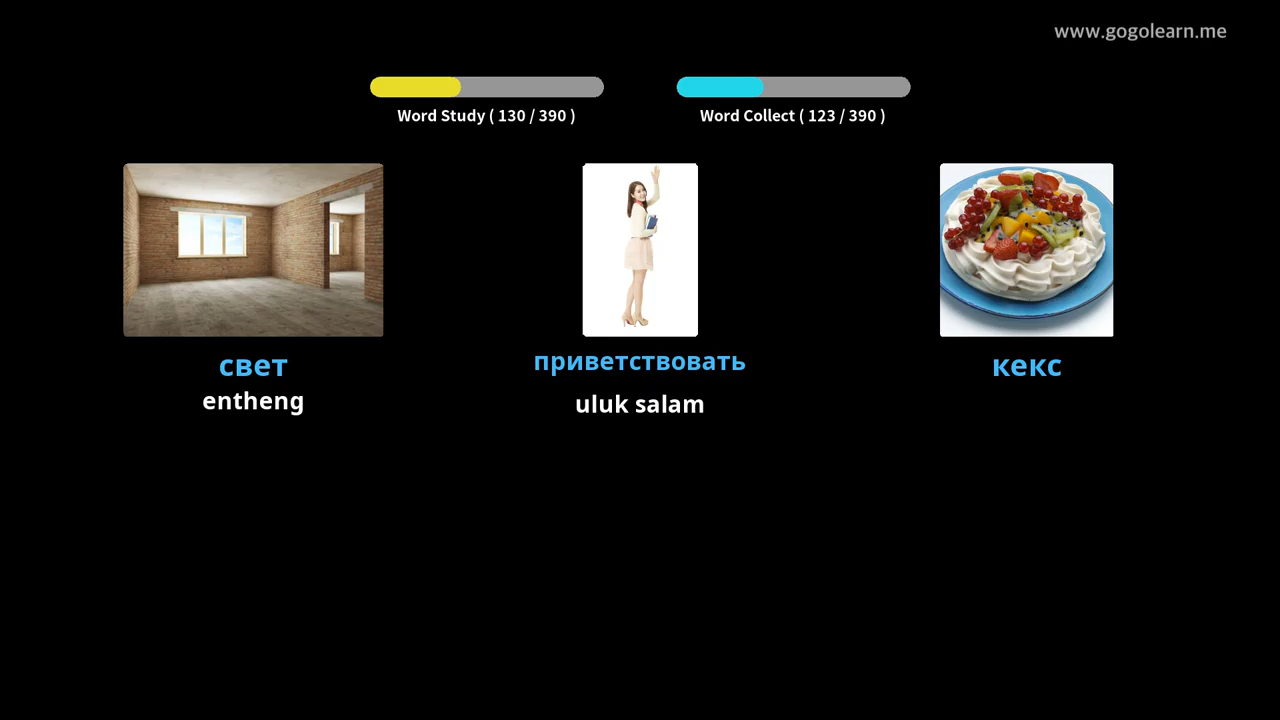 www.gogolearn.me
Word Study ( 130 / 390 )
Word Collect ( 123 / 390 )
свет
entheng
приветствовать
uluk salam
кекс